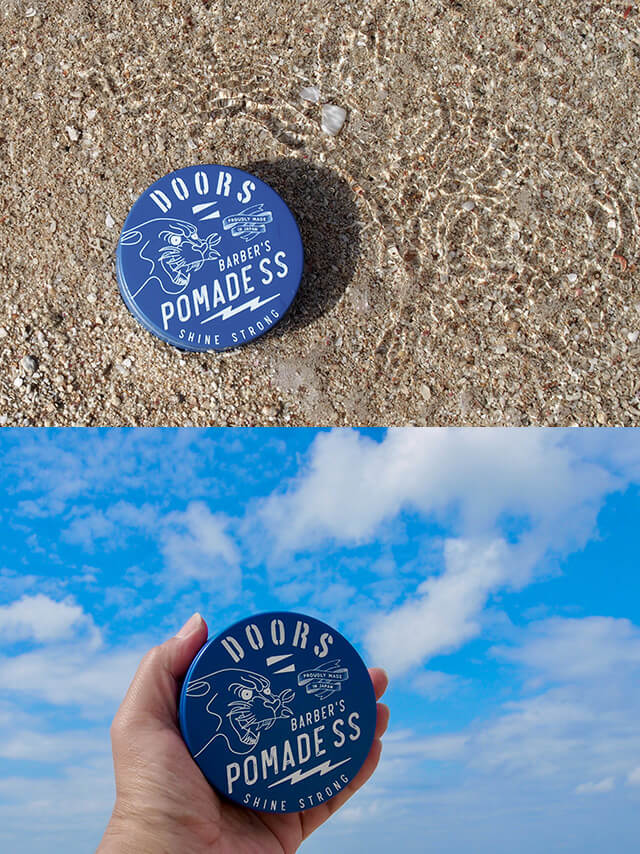 DOORS
PROUDLY MADE
IN JAPAN
BARBER'S
POMADE SS
SHINE STRONG
DOORS
PROUDLY MADE
IN JAPAN
BARBER'S
POMADE SS
SHINE STRONG